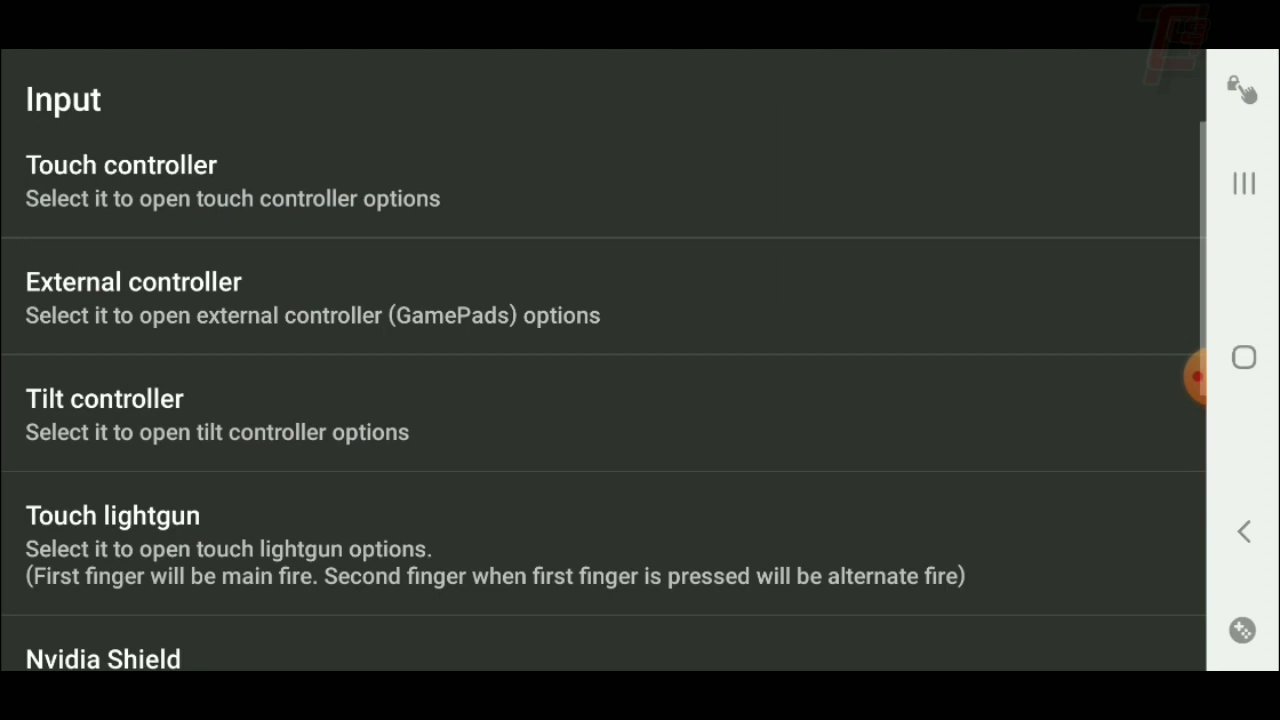 Input
Touch controller
Select it to open touch controller options
External controller
Select it to open external controller (GamePads) options
Tilt controller
Select it to open tilt controller options
Touch lightgun
Select it to open touch lightgun options.
(First finger will be main fire. Second finger when first finger is pressed will be alternate fire)
Nvidia Shield